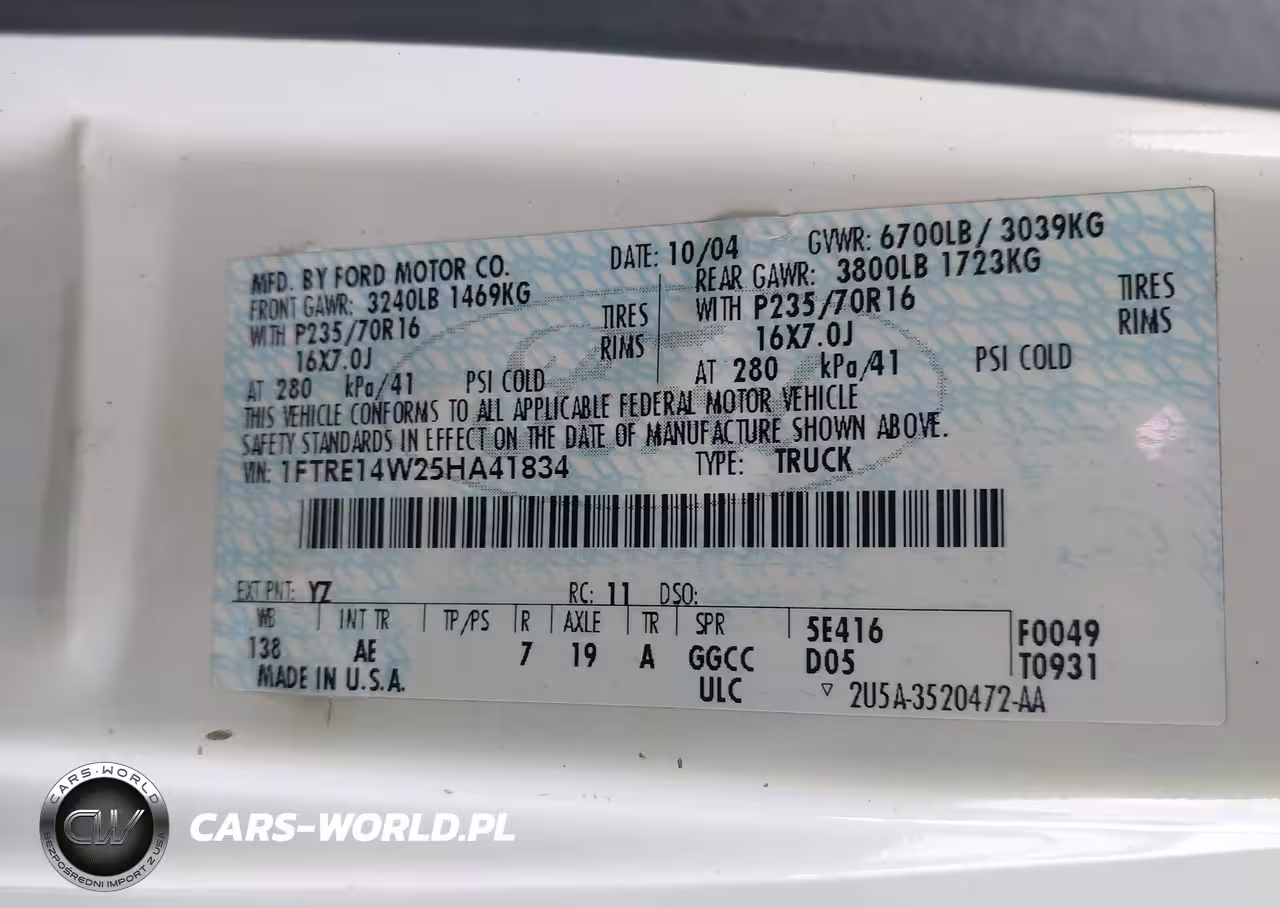 MFD. BY FORD MOTOR CO. DATE: 10/04 GVWR: 6700LB / 3039KG
FRONT GAWR: 3240LB 1469KG REAR GAWR: 3800LB 1723KG
WITH P235/70R16 TIRES WITH P235/70R16 TIRES
16X7.0J RIMS 16X7.0J RIMS
AT 280 kPa/41 PSI COLD AT 280 kPa/41 PSI COLD
THIS VEHICLE CONFORMS TO ALL APPLICABLE FEDERAL MOTOR VEHICLE
SAFETY STANDARDS IN EFFECT ON THE DATE OF MANUFACTURE SHOWN ABOVE.
VIN: 1FTRE14W25HA41834 TYPE: TRUCK
EXT PNT: YZ RC: 11 DSO:
WB INT TR TP/PS R AXLE TR SPR 5E416 F0049
138 AE 7 19 A GGCC D05 T0931
MADE IN U.S.A. ULC ▽ 2U5A-3520472-AA
CARS-WORLD
CW
BEZPOŚREDNI IMPORT Z USA
CARS-WORLD.PL